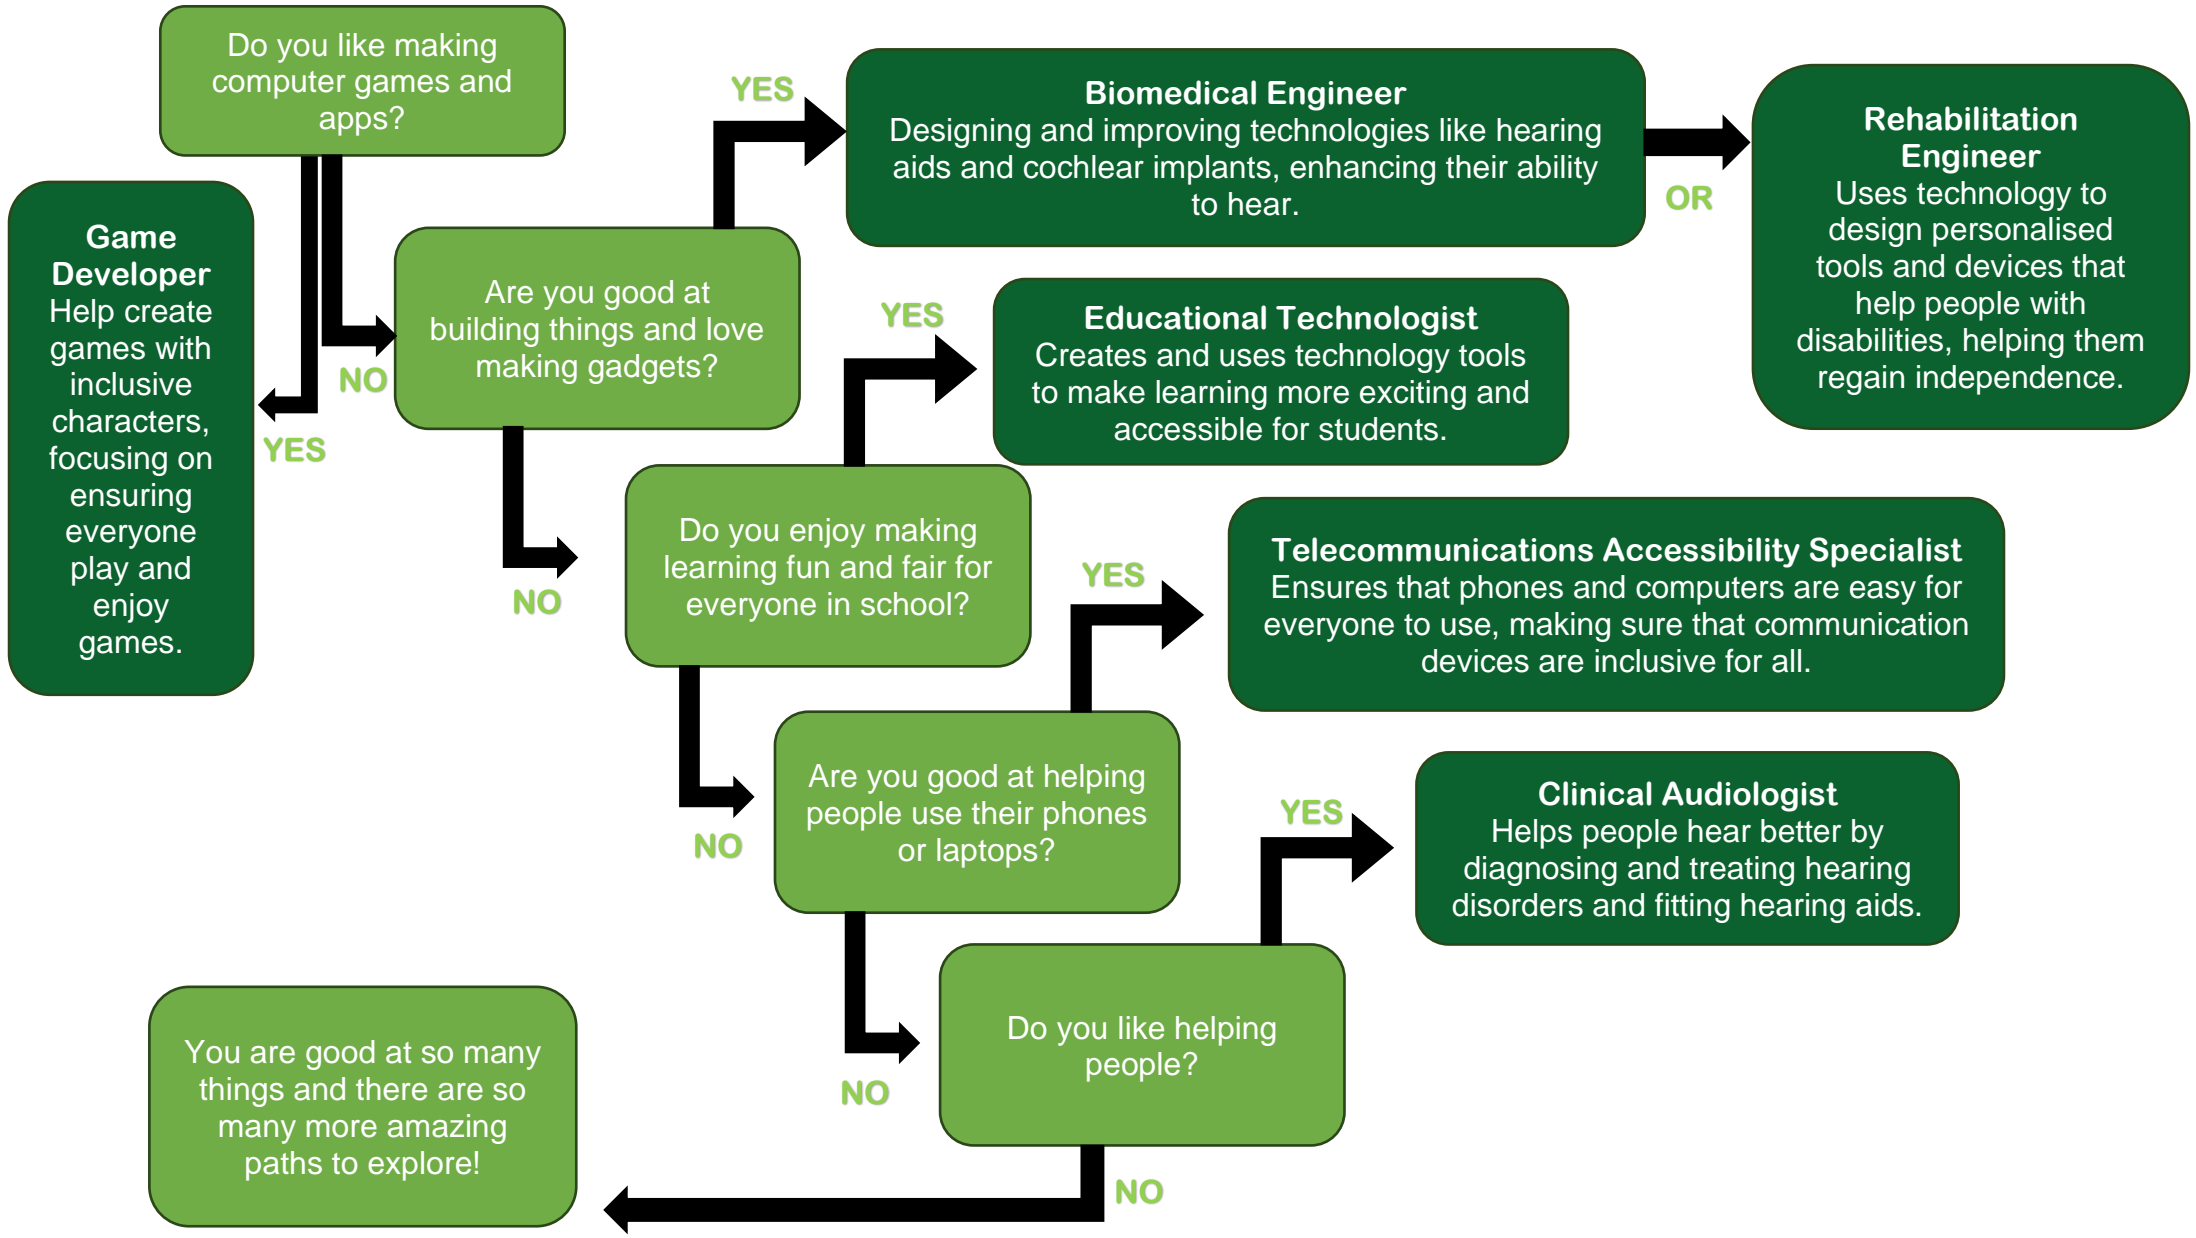 Do you like making
computer games and
apps?
YES
Biomedical Engineer
Designing and improving technologies like hearing
aids and cochlear implants, enhancing their ability
to hear.
OR
Rehabilitation
Engineer
Uses technology to
design personalised
tools and devices that
help people with
disabilities, helping them
regain independence.
Game
Developer
Help create
games with
inclusive
characters,
focusing on
ensuring
everyone
play and
enjoy
games.
YES
NO
Are you good at
building things and love
making gadgets?
YES
Educational Technologist
Creates and uses technology tools
to make learning more exciting and
accessible for students.
NO
Do you enjoy making
learning fun and fair for
everyone in school?
YES
Telecommunications Accessibility Specialist
Ensures that phones and computers are easy for
everyone to use, making sure that communication
devices are inclusive for all.
NO
Are you good at helping
people use their phones
or laptops?
YES
Clinical Audiologist
Helps people hear better by
diagnosing and treating hearing
disorders and fitting hearing aids.
NO
Do you like helping
people?
NO
You are good at so many
things and there are so
many more amazing
paths to explore!